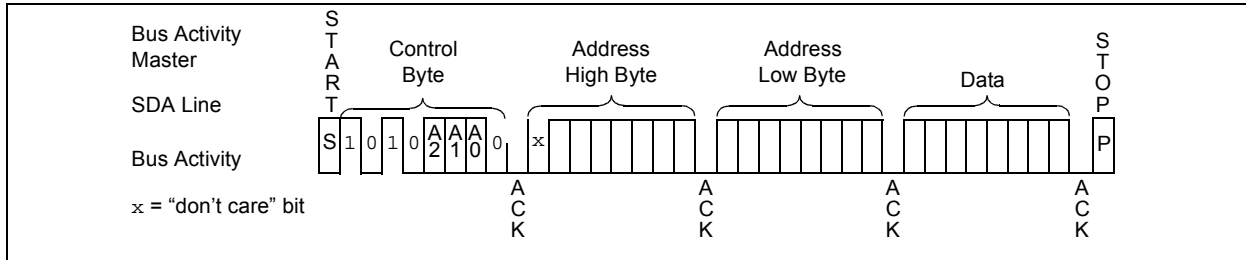 Bus Activity
Master
SDA Line
Bus Activity
x = “don’t care” bit
START
Control
Byte
Address
High Byte
Address
Low Byte
Data
STOP
S 1 0 1 0 A2 A1 A0 0 x P
ACK ACK ACK ACK